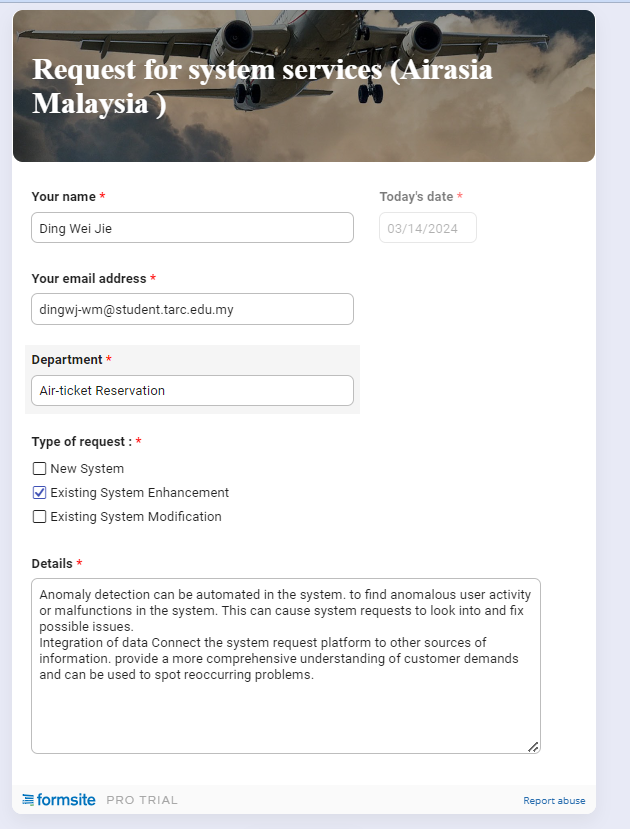 Request for system services (Airasia
Malaysia )
Your name *
Today's date *
Ding Wei Jie
03/14/2024
Your email address *
dingwj-wm@student.tarc.edu.my
Department *
Air-ticket Reservation
Type of request : *
New System
Existing System Enhancement
Existing System Modification
Details *
Anomaly detection can be automated in the system. to find anomalous user activity
or malfunctions in the system. This can cause system requests to look into and fix
possible issues.
Integration of data Connect the system request platform to other sources of
information. provide a more comprehensive understanding of customer demands
and can be used to spot reoccurring problems.
formsite PRO TRIAL
Report abuse